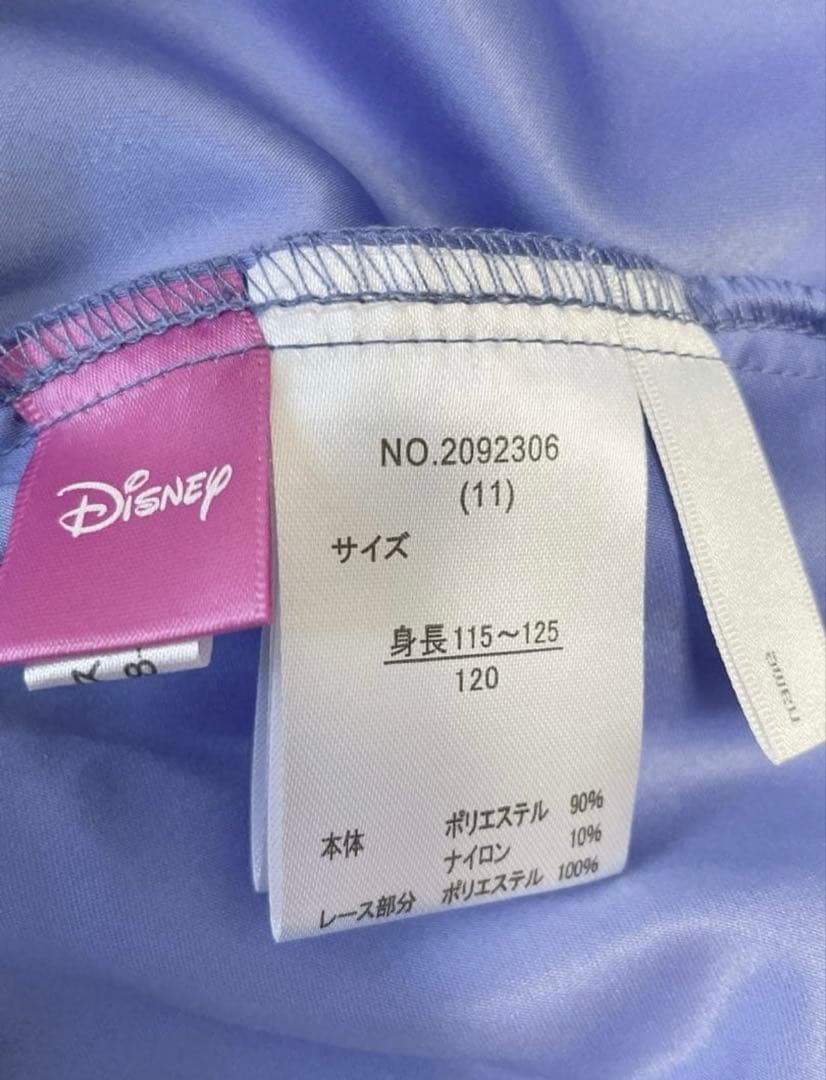 Disney
NO.2092306
(11)
サイズ
身長115～125
120
本体 ポリエステル 90%
ナイロン 10%
レース部分 ポリエステル 100%
name